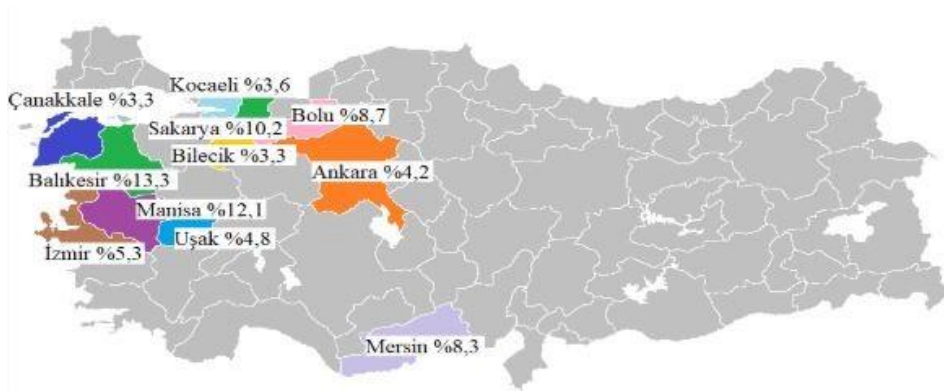 Kocaeli %3,6
Çanakkale %3,3
Bolu %8,7
Sakarya %10,2
Bilecik %3,3
Ankara %4,2
Balıkesir %13,3
Manisa %12,1
Uşak %4,8
İzmir %5,3
Mersin %8,3